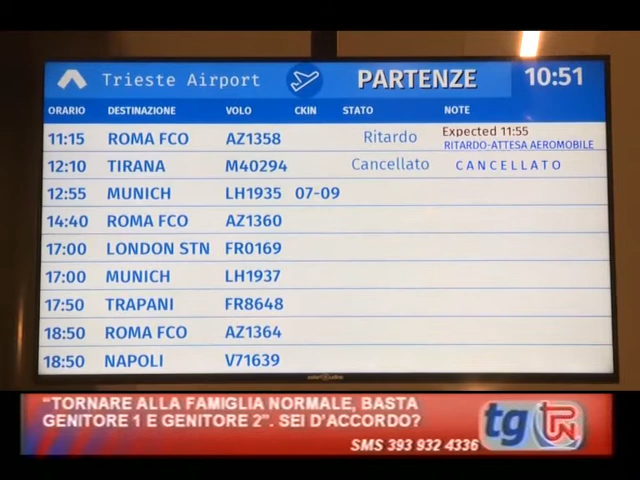 Trieste Airport PARTENZE 10:51
ORARIO DESTINAZIONE VOLO CKIN STATO NOTE
11:15 ROMA FCO AZ1358 Ritardo Expected 11:55
RITARDO-ATTESA AEROMOBILE
12:10 TIRANA M40294 Cancellato CANCELLATO
12:55 MUNICH LH1935 07-09
14:40 ROMA FCO AZ1360
17:00 LONDON STN FR0169
17:00 MUNICH LH1937
17:50 TRAPANI FR8648
18:50 ROMA FCO AZ1364
18:50 NAPOLI V71639
"TORNARE ALLA FAMIGLIA NORMALE, BASTA
GENITORE 1 E GENITORE 2". SEI D'ACCORDO?
SMS 393 932 4336
tg TPN